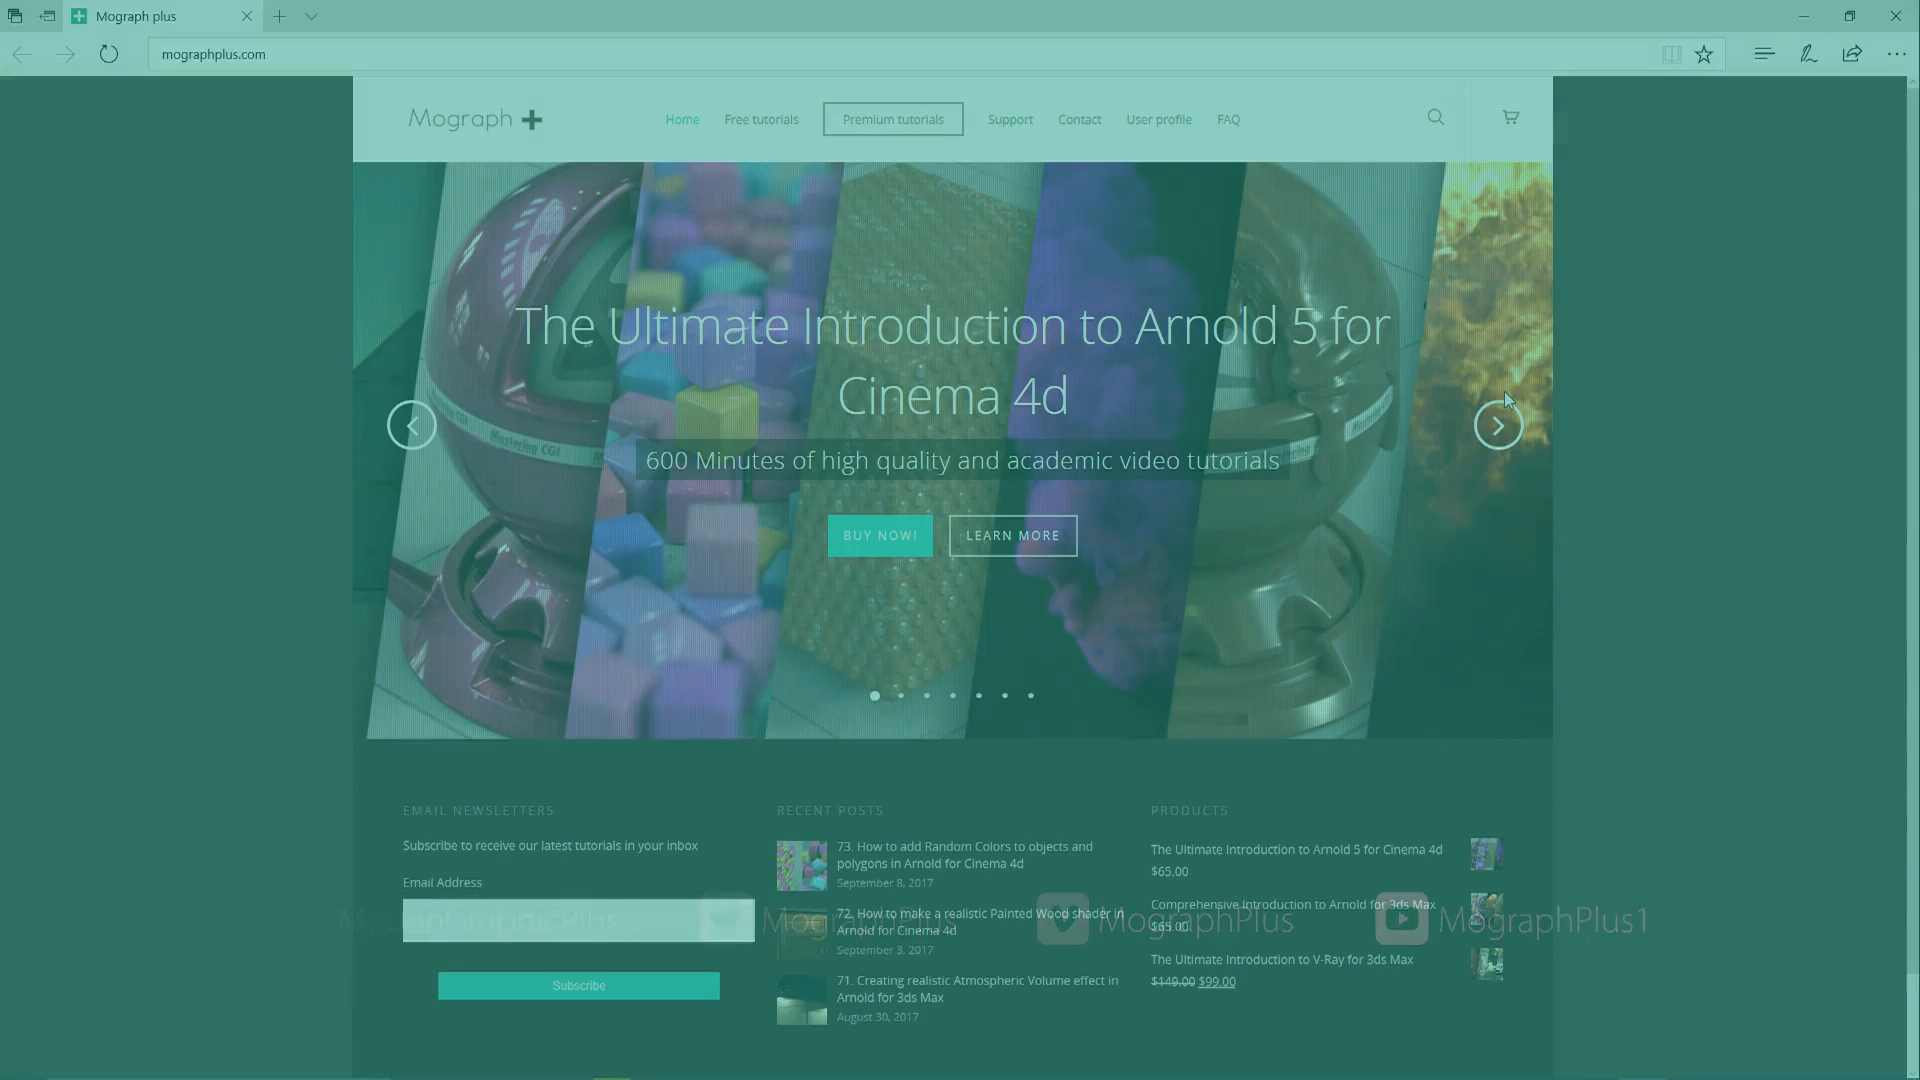 Mograph plus
mographplus.com
Mograph
Home
Free tutorials
Premium tutorials
Support
Contact
User profile
FAQ
The Ultimate Introduction to Arnold 5 for
Cinema 4d
Mastering CGI
600 Minutes of high quality and academic video tutorials
BUY NOW!
LEARN MORE
EMAIL NEWSLETTERS
Subscribe to receive our latest tutorials in your inbox
Email Address
Subscribe
RECENT POSTS
73. How to add Random Colors to objects and
polygons in Arnold for Cinema 4d
September 8, 2017
72. How to make a realistic Painted Wood shader in
Arnold for Cinema 4d
September 3, 2017
71. Creating realistic Atmospheric Volume effect in
Arnold for 3ds Max
August 30, 2017
PRODUCTS
The Ultimate Introduction to Arnold 5 for Cinema 4d
$65.00
Comprehensive Introduction to Arnold for 3ds Max
$65.00
The Ultimate Introduction to V-Ray for 3ds Max
$149.00 $99.00
MographPlus
MographPlus
MographPlus1